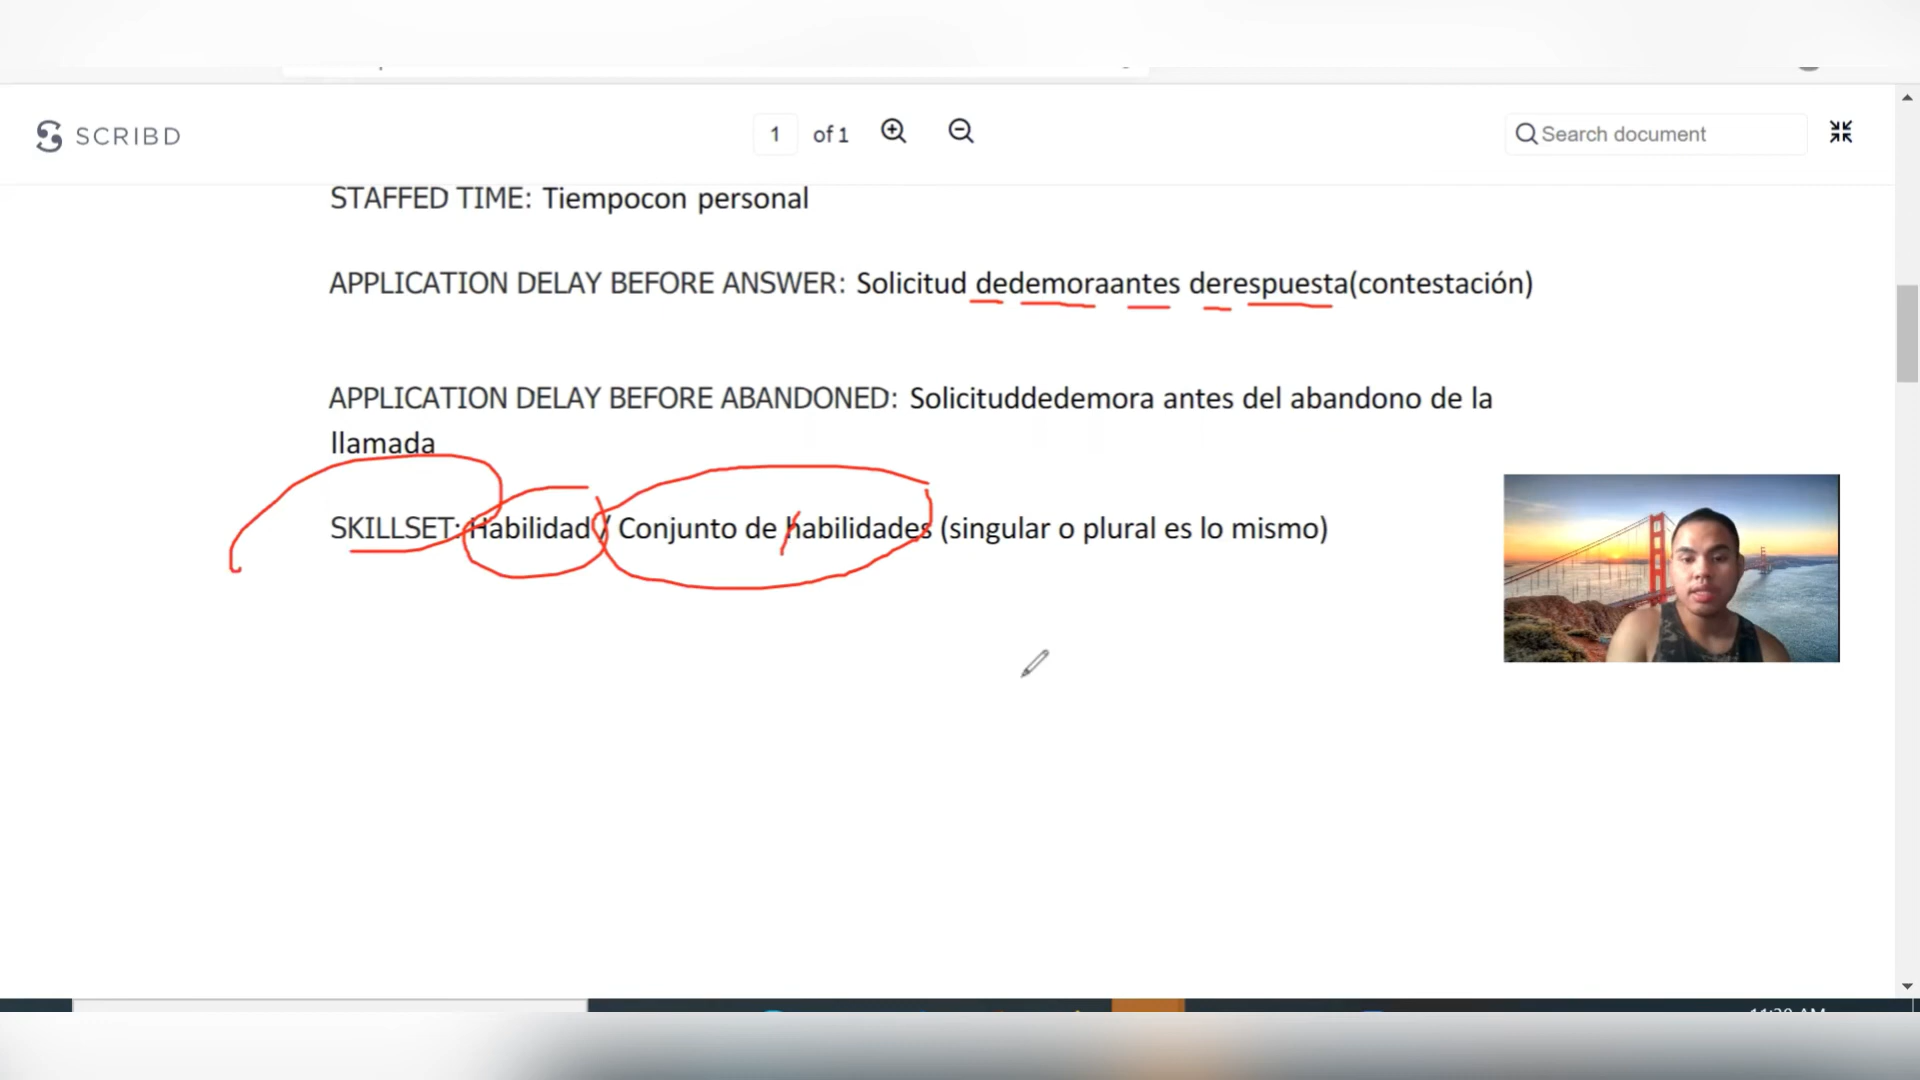 SCRIBD
1 of 1
Search document
STAFFED TIME: Tiempocon personal
APPLICATION DELAY BEFORE ANSWER: Solicitud dedemoraantes derespuesta(contestación)
APPLICATION DELAY BEFORE ABANDONED: Solicituddedemora antes del abandono de la
llamada
SKILLSET: Habilidad / Conjunto de habilidades (singular o plural es lo mismo)